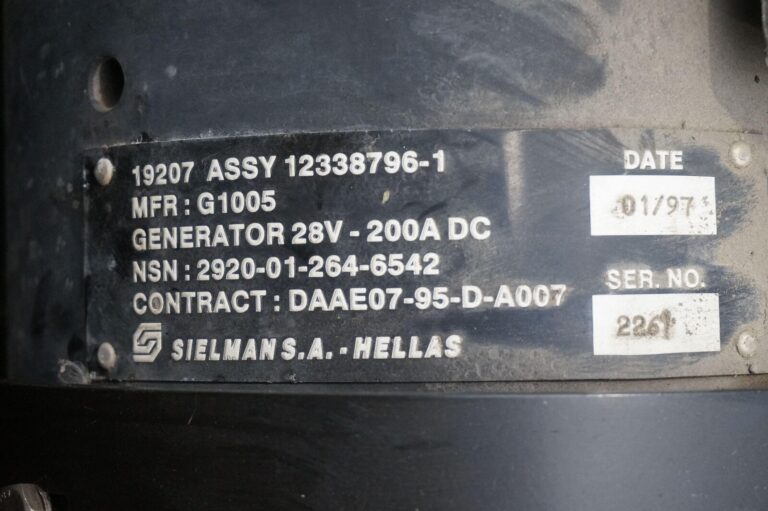 19207 ASSY 12338796-1
MFR : G1005
GENERATOR 28V - 200A DC
NSN : 2920-01-264-6542
CONTRACT : DAAE07-95-D-A007
SIELMAN S.A. - HELLAS
DATE
01/97
SER. NO.